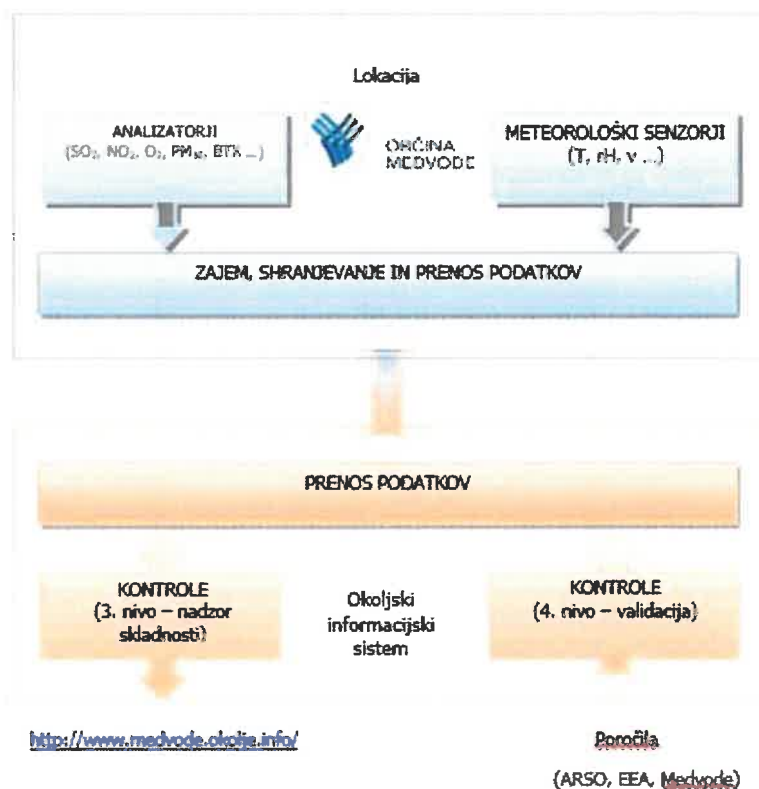 Lokacija
ANALIZATORJI
(SO₂, NO₂, O₃, PM₁₀, BTX ...)
OBČINA
MEDVODE
METEOROLOŠKI SENZORJI
(T, rH, v ...)
ZAJEM, SHRANJEVANJE IN PRENOS PODATKOV
PRENOS PODATKOV
KONTROLE
(3. nivo – nadzor
skladnosti)
Okoljski
informacijski
sistem
KONTROLE
(4. nivo – validacija)
http://www.medvode.okolje.info/
Poročila
(ARSO, EEA, Medvode)